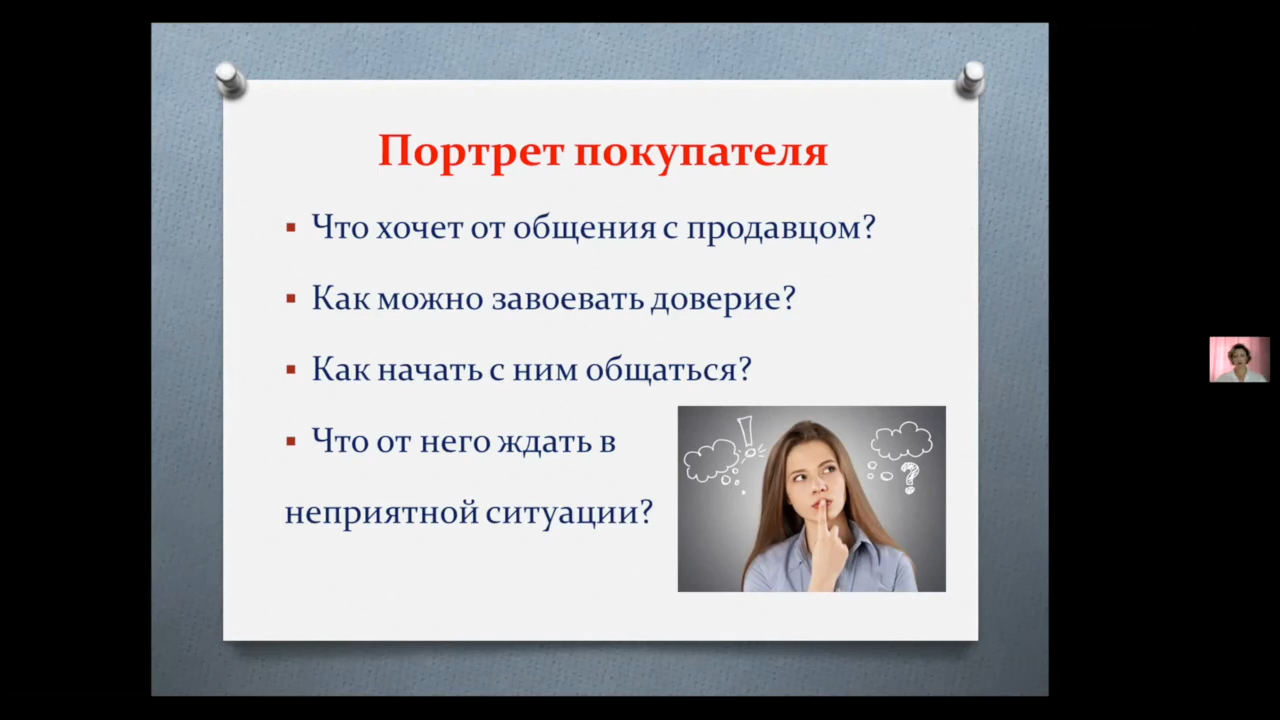 Портрет покупателя
▪ Что хочет от общения с продавцом?
▪ Как можно завоевать доверие?
▪ Как начать с ним общаться?
▪ Что от него ждать в
неприятной ситуации?